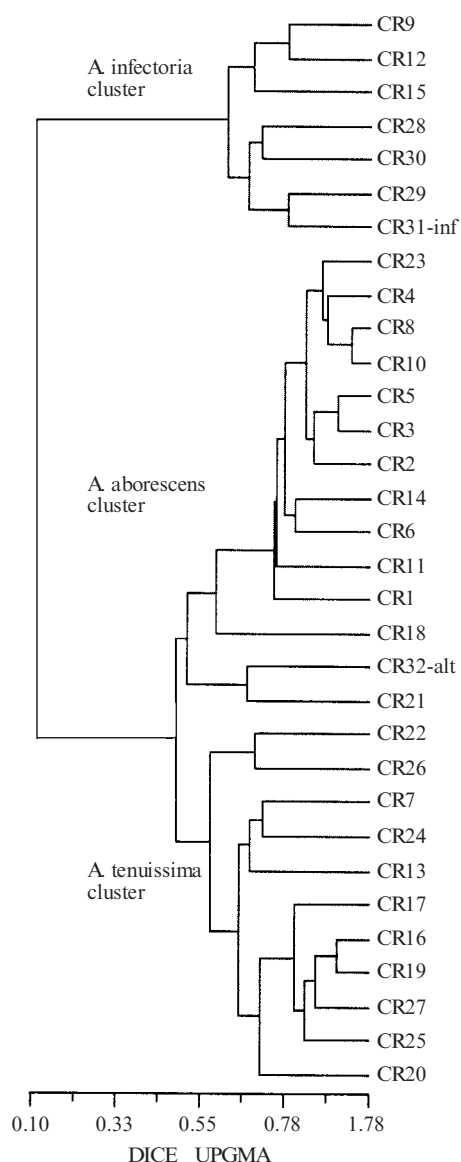 CR9
A. infectoria
cluster
CR12
CR15
CR28
CR30
CR29
CR31-inf
CR23
CR4
CR8
CR10
CR5
CR3
CR2
A. aborescens
cluster
CR14
CR6
CR11
CR1
CR18
CR32-alt
CR21
CR22
CR26
CR7
CR24
A. tenuissima
cluster
CR13
CR17
CR16
CR19
CR27
CR25
CR20
0.10 0.33 0.55 0.78 1.78
DICE UPGMA